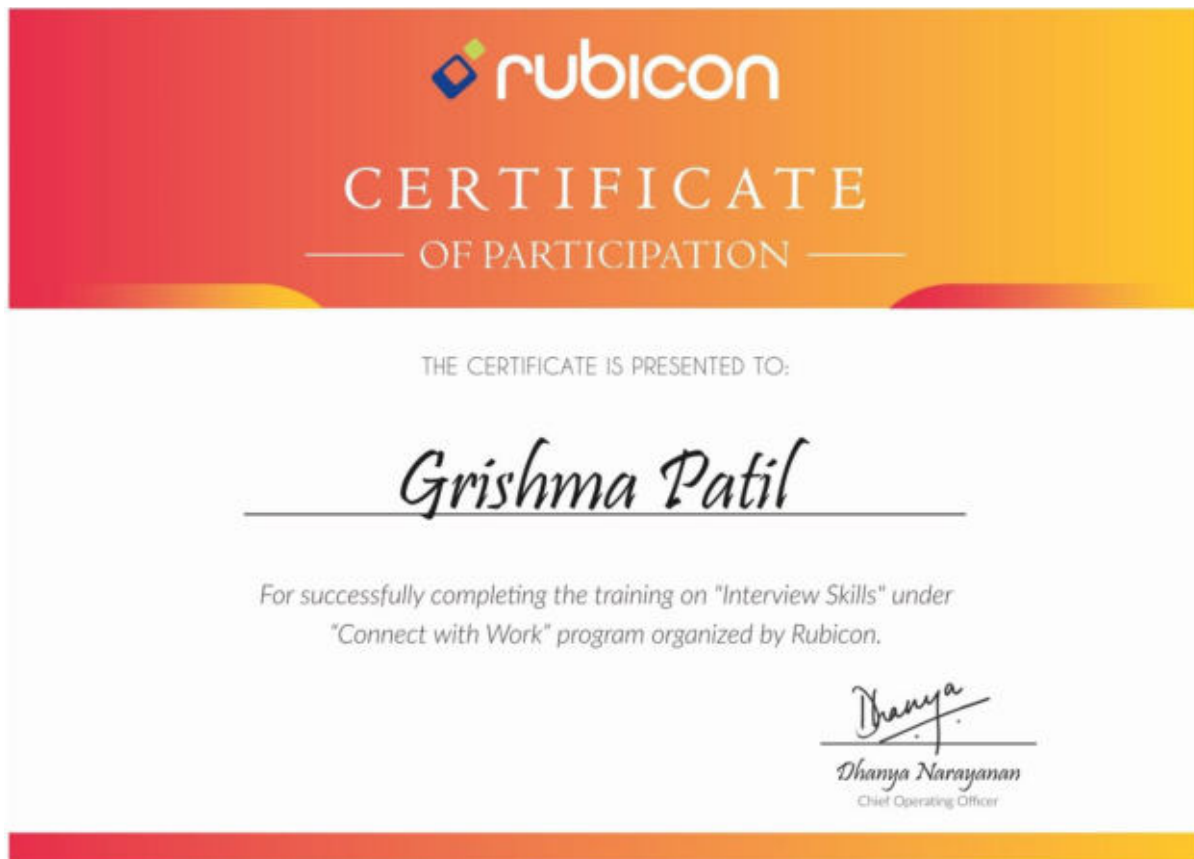 rubicon
CERTIFICATE
OF PARTICIPATION
THE CERTIFICATE IS PRESENTED TO:
Grishma Patil
For successfully completing the training on "Interview Skills" under
"Connect with Work" program organized by Rubicon.
Dhanya
Dhanya Narayanan
Chief Operating Officer